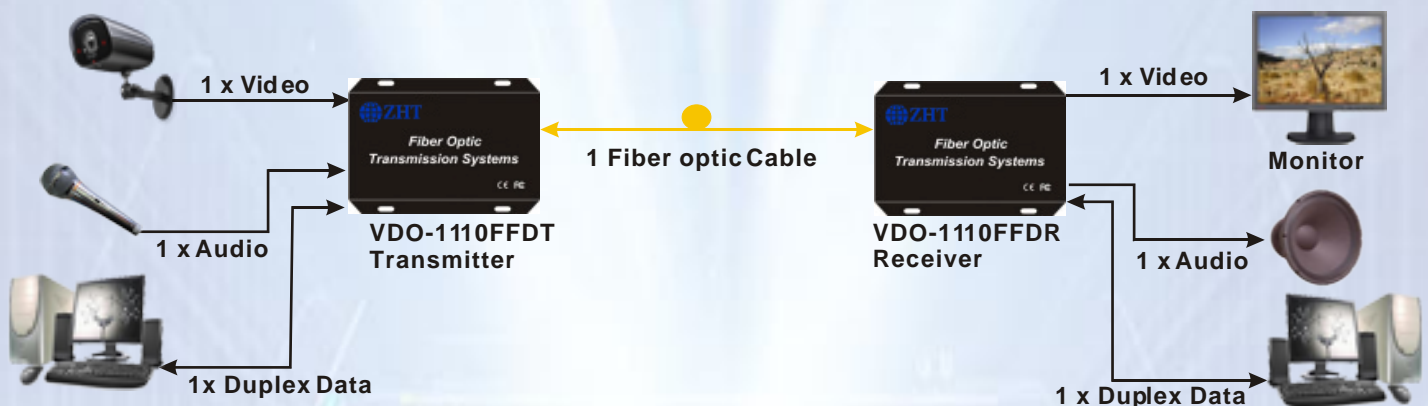 1 x Video
1 x Audio
1x Duplex Data
ZHT
Fiber Optic
Transmission Systems
CE FC
VDO-1110FFDT
Transmitter
1 Fiber optic Cable
ZHT
Fiber Optic
Transmission Systems
CE FC
VDO-1110FFDR
Receiver
1 x Video
Monitor
1 x Audio
1 x Duplex Data